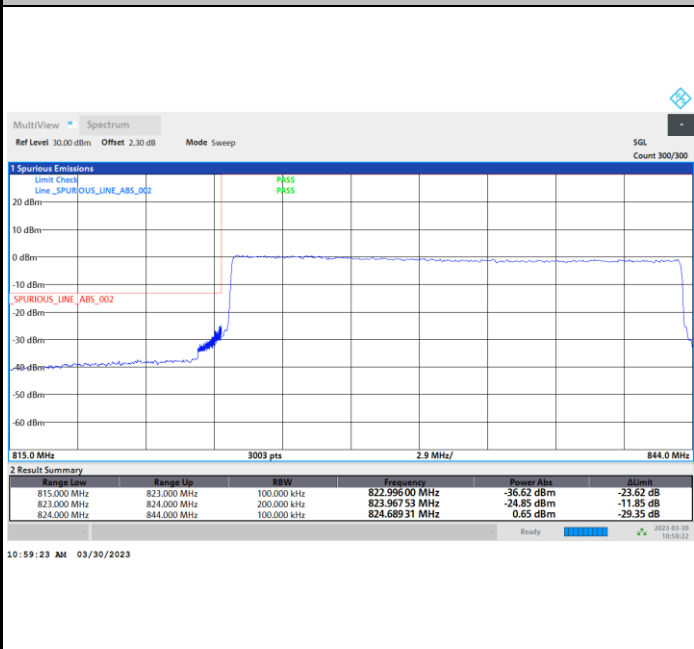 MultiView Spectrum
Ref Level 30.00 dBm Offset 2.30 dB Mode Sweep SGL
Count 300/300
1 Spurious Emissions
Limit Check PASS
Line _SPURIOUS_LINE_ABS_002 PASS
20 dBm
10 dBm
0 dBm
-10 dBm
_SPURIOUS_LINE_ABS_002
-20 dBm
-30 dBm
-40 dBm
-50 dBm
-60 dBm
815.0 MHz 3003 pts 2.9 MHz/ 844.0 MHz
2 Result Summary
Range Low Range Up RBW Frequency Power Abs ΔLimit
815.000 MHz 823.000 MHz 100.000 kHz 822.99600 MHz -36.62 dBm -23.62 dB
823.000 MHz 824.000 MHz 200.000 kHz 823.96753 MHz -24.85 dBm -11.85 dB
824.000 MHz 844.000 MHz 100.000 kHz 824.68931 MHz 0.65 dBm -29.35 dB
Ready 2023-03-30
10:59:22
10:59:23 AM 03/30/2023